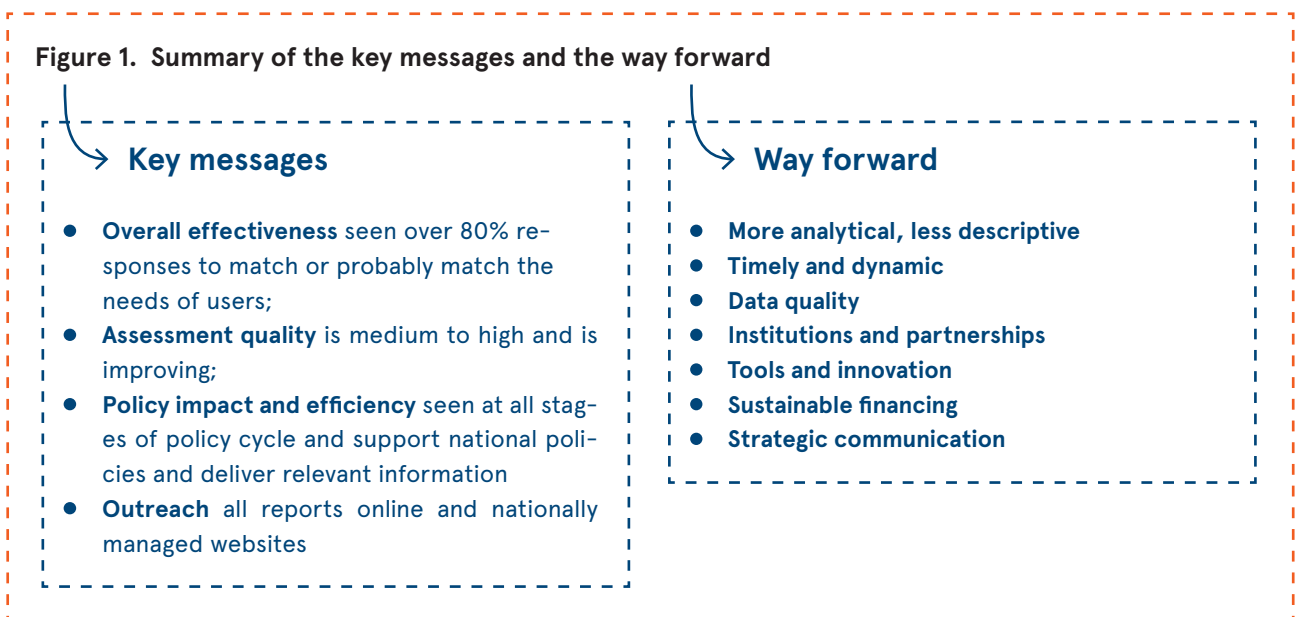 Figure 1. Summary of the key messages and the way forward
Key messages
● Overall effectiveness seen over 80% re-
sponses to match or probably match the
needs of users;
● Assessment quality is medium to high and is
improving;
● Policy impact and efficiency seen at all stag-
es of policy cycle and support national poli-
cies and deliver relevant information
● Outreach all reports online and nationally
managed websites
Way forward
● More analytical, less descriptive
● Timely and dynamic
● Data quality
● Institutions and partnerships
● Tools and innovation
● Sustainable financing
● Strategic communication